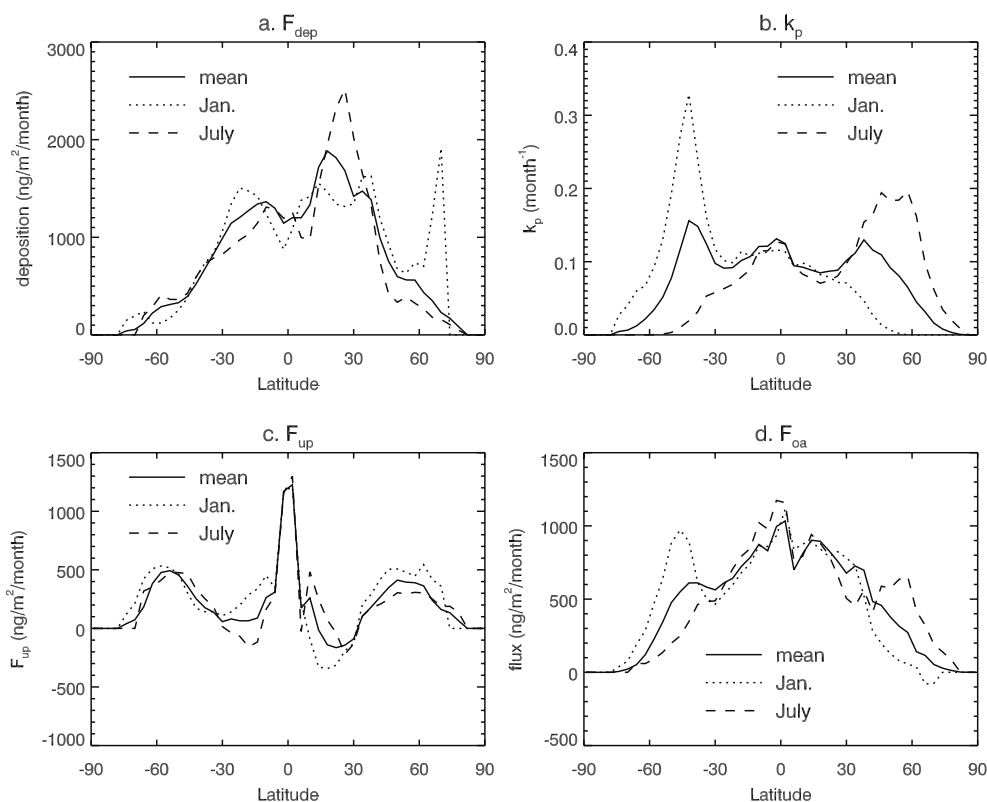 a. F_dep
3000
2000
1000
0
deposition (ng/m²/month)
mean
Jan.
July
-90 -60 -30 0 30 60 90
Latitude
b. k_p
0.4
0.3
0.2
0.1
0.0
k_p (month⁻¹)
mean
Jan.
July
-90 -60 -30 0 30 60 90
Latitude
c. F_up
1500
1000
500
0
-500
-1000
F_up (ng/m²/month)
mean
Jan.
July
-90 -60 -30 0 30 60 90
Latitude
d. F_oa
1500
1000
500
0
-500
flux (ng/m²/month)
mean
Jan.
July
-90 -60 -30 0 30 60 90
Latitude